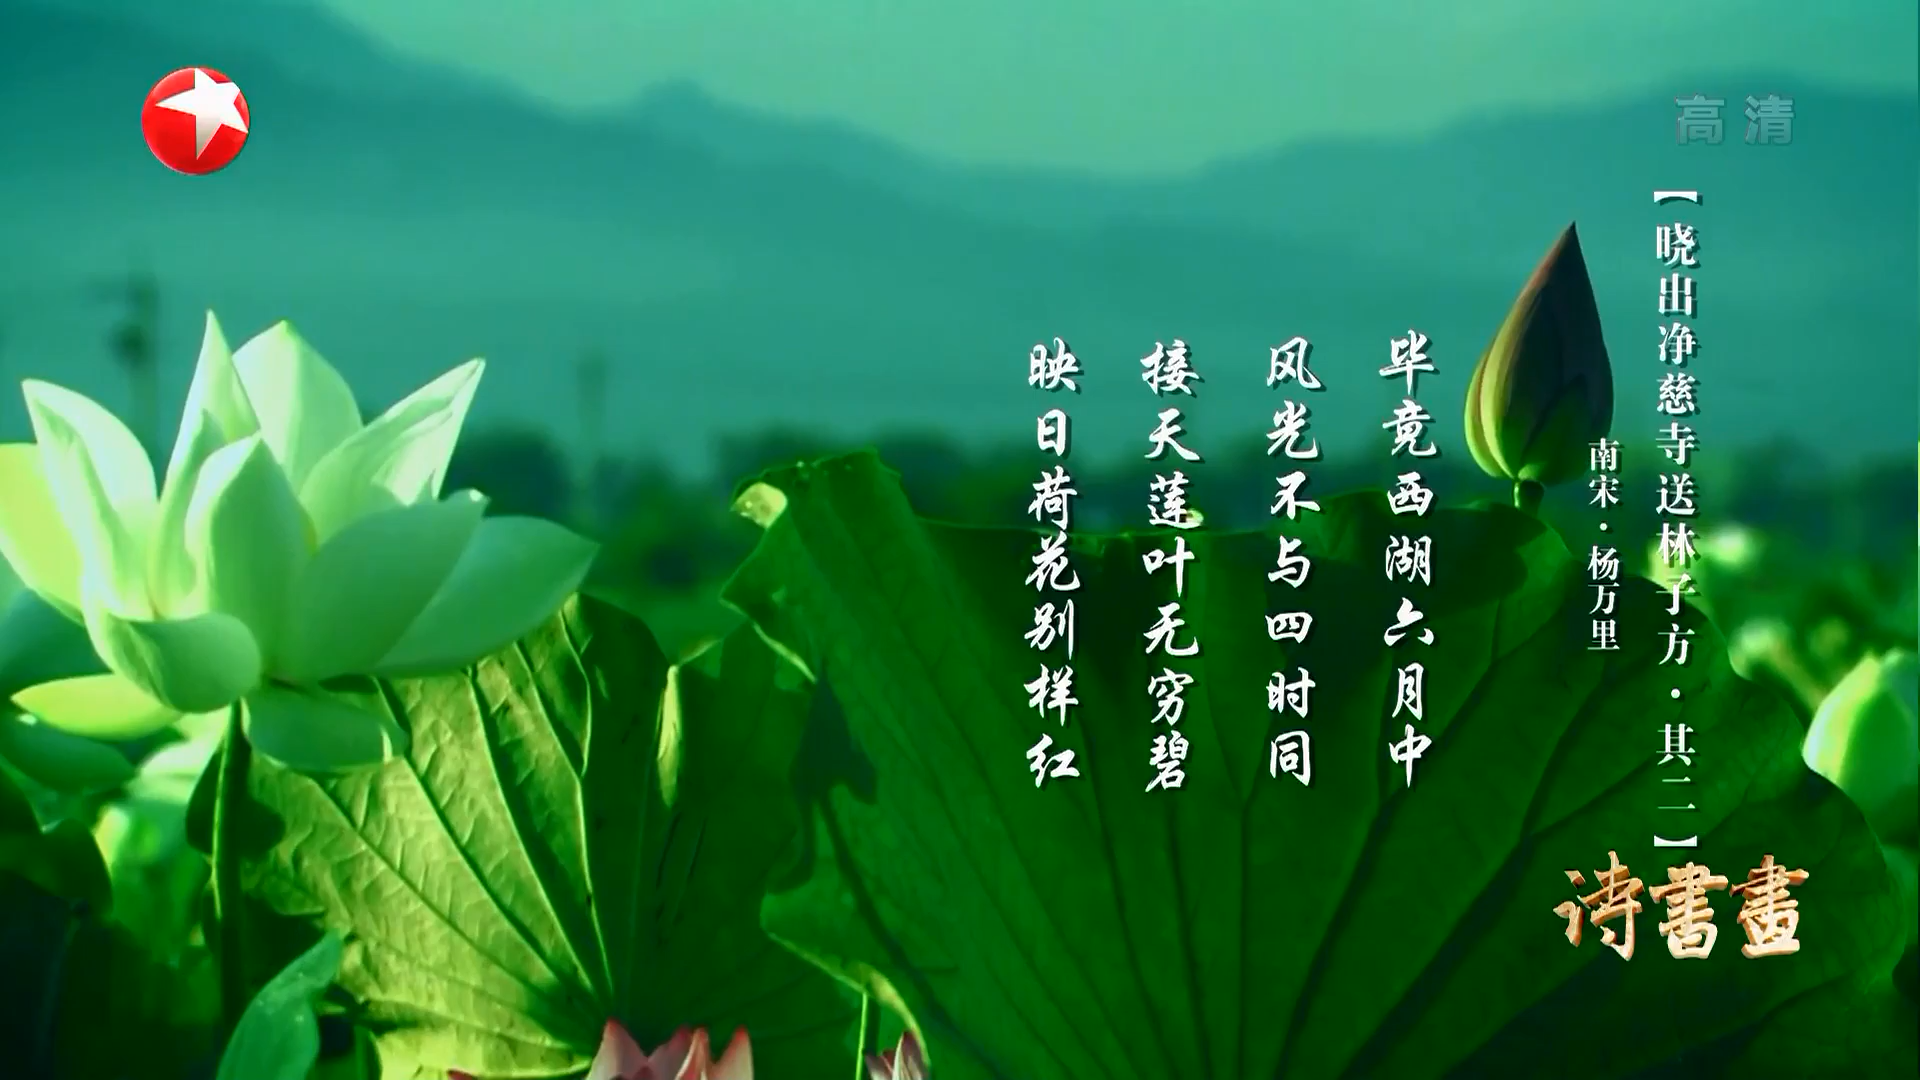 高清
【晓出净慈寺送林子方·其二】
南宋·杨万里
毕竟西湖六月中
风光不与四时同
接天莲叶无穷碧
映日荷花别样红
诗書畫